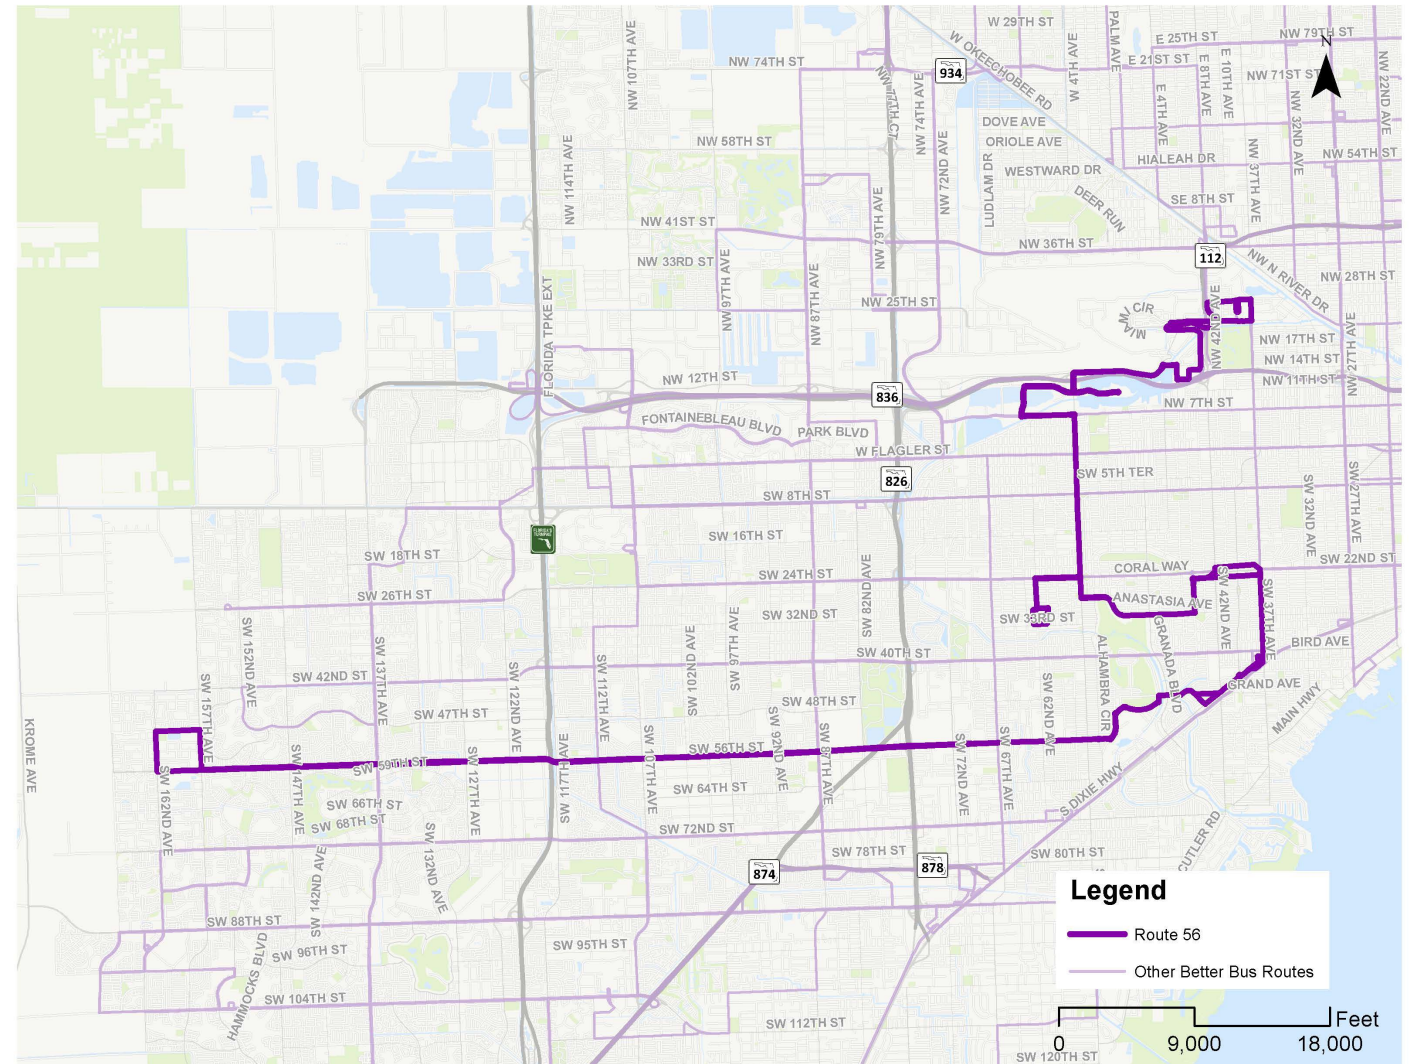 W 29TH ST
E 25TH ST
NW 79TH ST
N
NW 107TH AVE
W OKEECHOBEE RD
W 4TH AVE
PALM AVE
E 21ST ST
E 8TH AVE
E 10TH AVE
NW 71ST ST
NW 22ND AVE
NW 74TH ST
934
NW 77TH CT
NW 74TH AVE
E 4TH AVE
NW 32ND AVE
DOVE AVE
ORIOLE AVE
NW 58TH ST
NW 114TH AVE
NW 72ND AVE
LUDLAM DR
WESTWARD DR
HIALEAH DR
NW 37TH AVE
NW 54TH ST
DEER RUN
SE 8TH ST
NW 41ST ST
NW 79TH AVE
NW 36TH ST
112
NW 33RD ST
NW 97TH AVE
NW 87TH AVE
NW N RIVER DR
NW 28TH ST
NW 25TH ST
MIAMI CIR
NW 42ND AVE
NW 17TH ST
NW 27TH AVE
NW 14TH ST
FLORIDA TPKE EXT
NW 12TH ST
836
NW 11TH ST
NW 7TH ST
FONTAINEBLEAU BLVD
PARK BLVD
W FLAGLER ST
826
SW 5TH TER
SW 8TH ST
SW 32ND AVE
SW 27TH AVE
FLORIDA'S
TURNPIKE
SW 16TH ST
SW 18TH ST
SW 82ND AVE
SW 22ND ST
CORAL WAY
SW 24TH ST
SW 26TH ST
ANASTASIA AVE
SW 42ND AVE
SW 37TH AVE
SW 32ND ST
SW 33RD ST
SW 152ND AVE
SW 137TH AVE
SW 97TH AVE
SW 102ND AVE
GRANADA BLVD
ALHAMBRA CIR
BIRD AVE
SW 40TH ST
SW 42ND ST
SW 122ND AVE
SW 112TH AVE
SW 157TH AVE
SW 62ND AVE
GRAND AVE
MAIN HWY
SW 48TH ST
SW 47TH ST
KROME AVE
SW 92ND AVE
SW 87TH AVE
SW 107TH AVE
SW 117TH AVE
SW 127TH AVE
SW 72ND AVE
SW 67TH AVE
SW 56TH ST
SW 59TH ST
SW 147TH AVE
SW 162ND AVE
SW 64TH ST
S DIXIE HWY
SW 66TH ST
SW 68TH ST
SW 132ND AVE
SW 142ND AVE
SW 72ND ST
CUTLER RD
SW 78TH ST
SW 80TH ST
874
878
SW 88TH ST
HAMMOCKS BLVD
SW 96TH ST
SW 95TH ST
SW 104TH ST
SW 112TH ST
SW 120TH ST
Legend
Route 56
Other Better Bus Routes
Feet
0 9,000 18,000